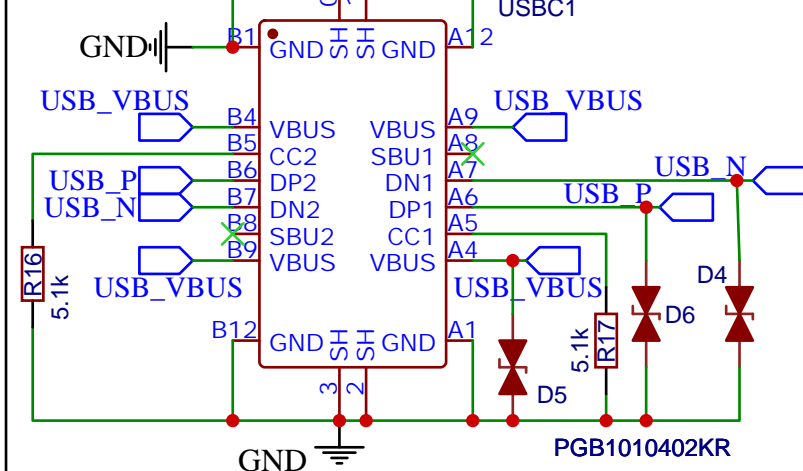 USBC1
GND
B1
GND
SH
SH
GND
A12
USB_VBUS
USB_VBUS
B4
VBUS
VBUS
A9
B5
CC2
SBU1
A8
USB_P
B6
DP2
DN1
A7
USB_N
USB_N
B7
DN2
DP1
A6
USB_P
B8
SBU2
CC1
A5
B9
VBUS
VBUS
A4
USB_VBUS
USB_VBUS
R16
5.1k
D4
D6
B12
GND
SH
SH
GND
A1
5.1k
R17
3
2
D5
GND
PGB1010402KR